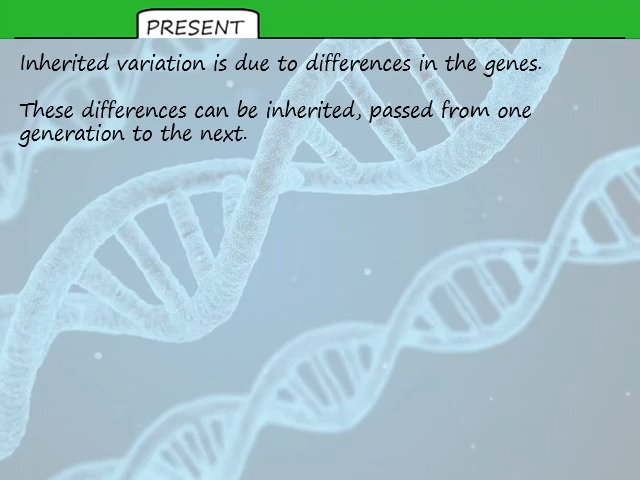 PRESENT
Inherited variation is due to differences in the genes.
These differences can be inherited, passed from one
generation to the next.